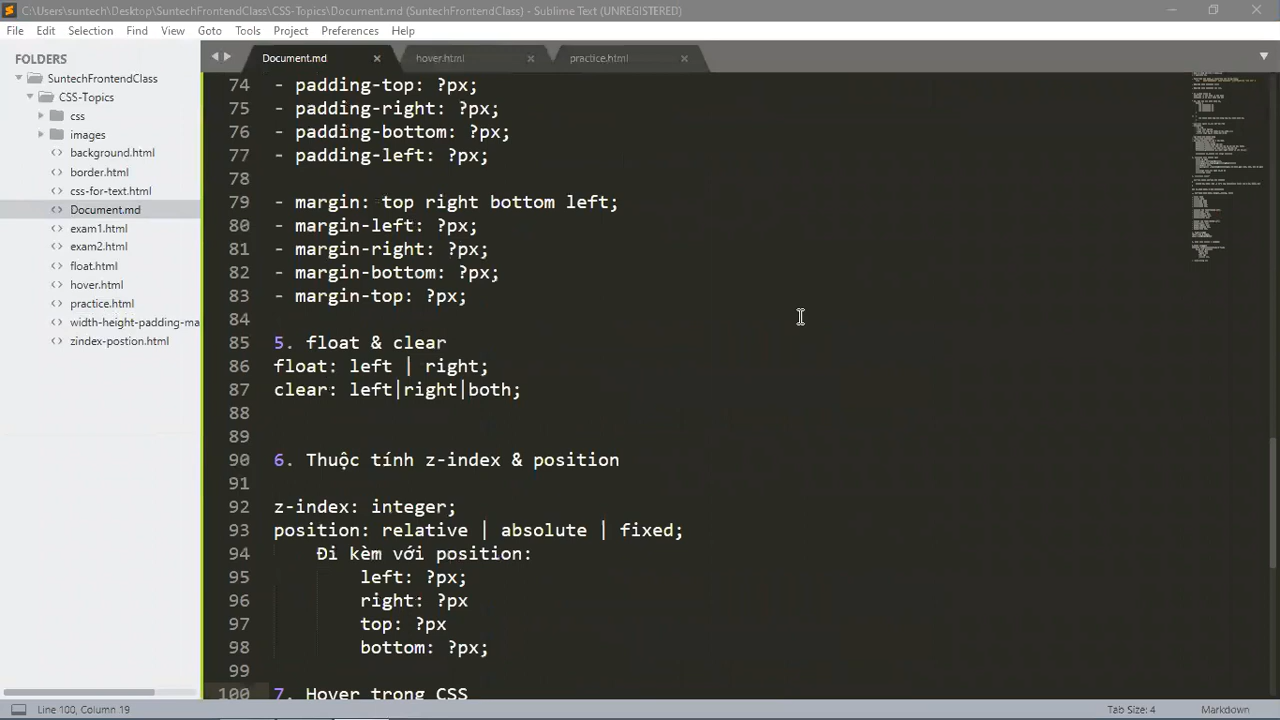 C:\Users\suntech\Desktop\SuntechFrontendClass\CSS-Topics\Document.md (SuntechFrontendClass) - Sublime Text (UNREGISTERED)
File Edit Selection Find View Goto Tools Project Preferences Help
FOLDERS
SuntechFrontendClass
CSS-Topics
css
images
background.html
border.html
css-for-text.html
Document.md
exam1.html
exam2.html
float.html
hover.html
practice.html
width-height-padding-ma
zindex-postion.html
Document.md hover.html practice.html
74 - padding-top: ?px;
75 - padding-right: ?px;
76 - padding-bottom: ?px;
77 - padding-left: ?px;
78
79 - margin: top right bottom left;
80 - margin-left: ?px;
81 - margin-right: ?px;
82 - margin-bottom: ?px;
83 - margin-top: ?px;
84
85 5. float & clear
86 float: left | right;
87 clear: left|right|both;
88
89
90 6. Thuộc tính z-index & position
91
92 z-index: integer;
93 position: relative | absolute | fixed;
94 Đi kèm với position:
95 left: ?px;
96 right: ?px
97 top: ?px
98 bottom: ?px;
99
100 7. Hover trong CSS
Line 100, Column 19 Tab Size: 4 Markdown